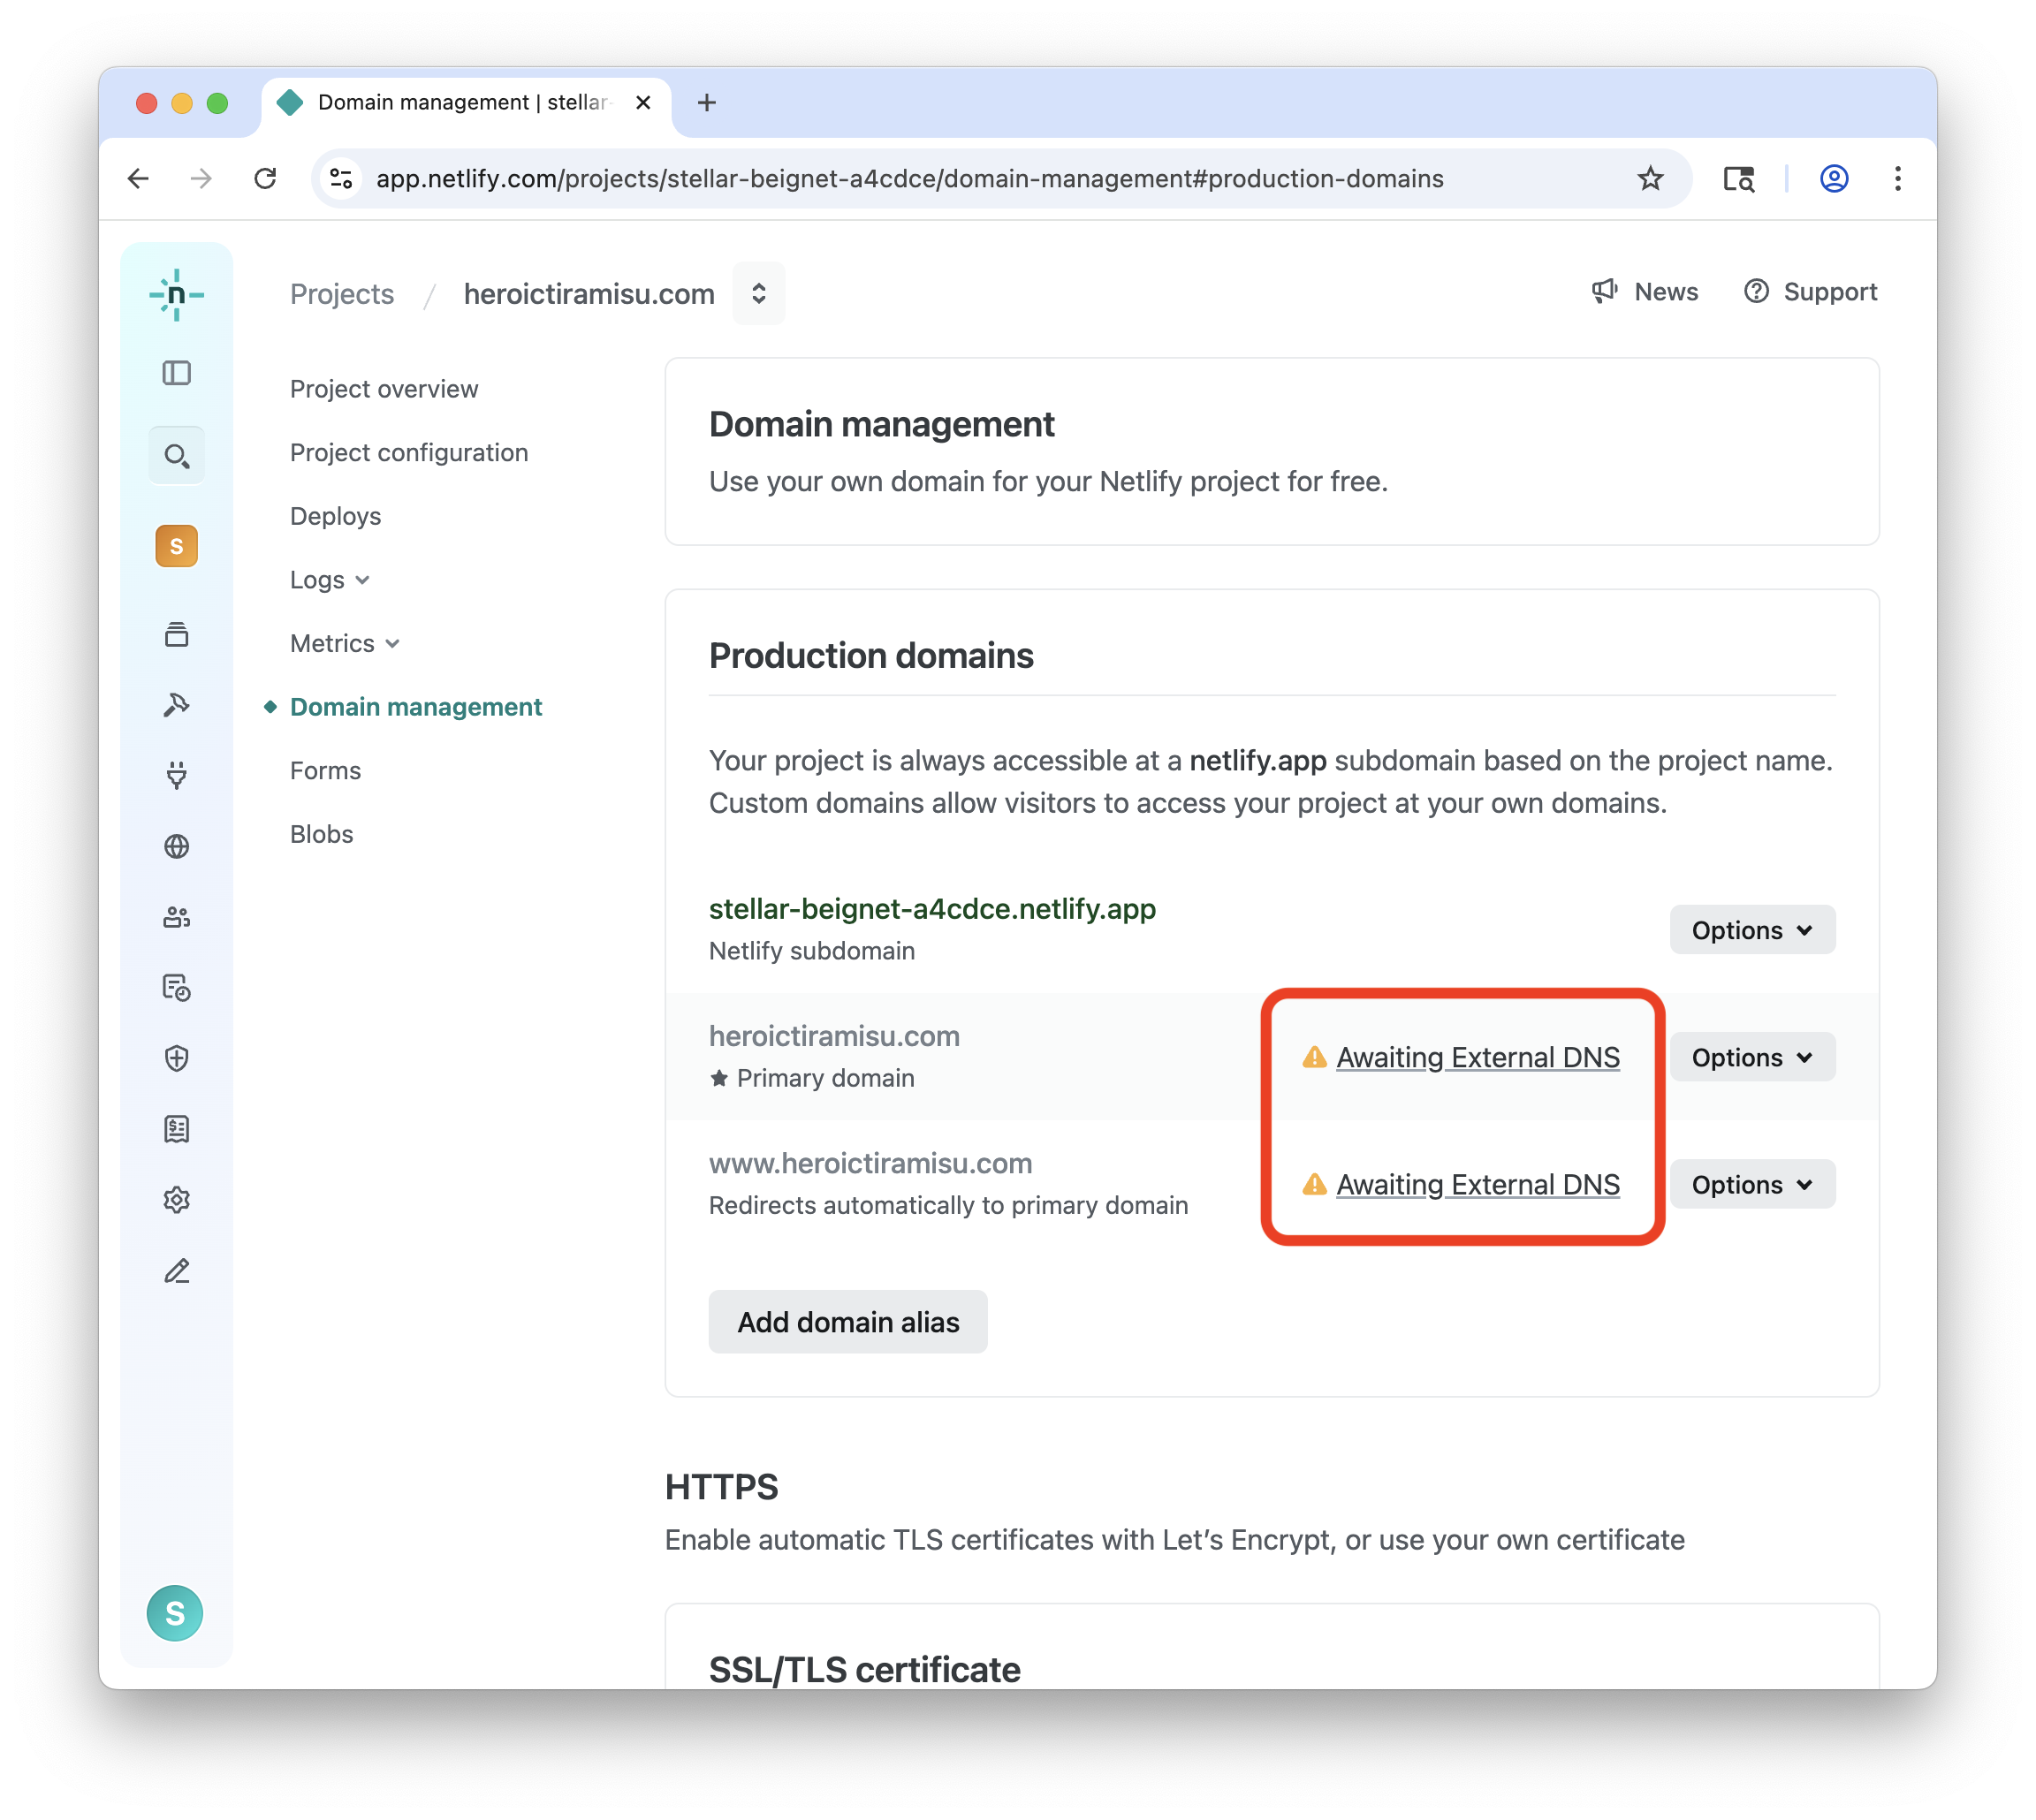 Domain management | stellar-
app.netlify.com/projects/stellar-beignet-a4cdce/domain-management#production-domains
n
Projects / heroictiramisu.com
News
Support
Project overview
Project configuration
Deploys
Logs
Metrics
Domain management
Forms
Blobs
S
S
Domain management
Use your own domain for your Netlify project for free.
Production domains
Your project is always accessible at a netlify.app subdomain based on the project name.
Custom domains allow visitors to access your project at your own domains.
stellar-beignet-a4cdce.netlify.app
Netlify subdomain
Options
heroictiramisu.com
Primary domain
Awaiting External DNS
Options
www.heroictiramisu.com
Redirects automatically to primary domain
Awaiting External DNS
Options
Add domain alias
HTTPS
Enable automatic TLS certificates with Let’s Encrypt, or use your own certificate
SSL/TLS certificate